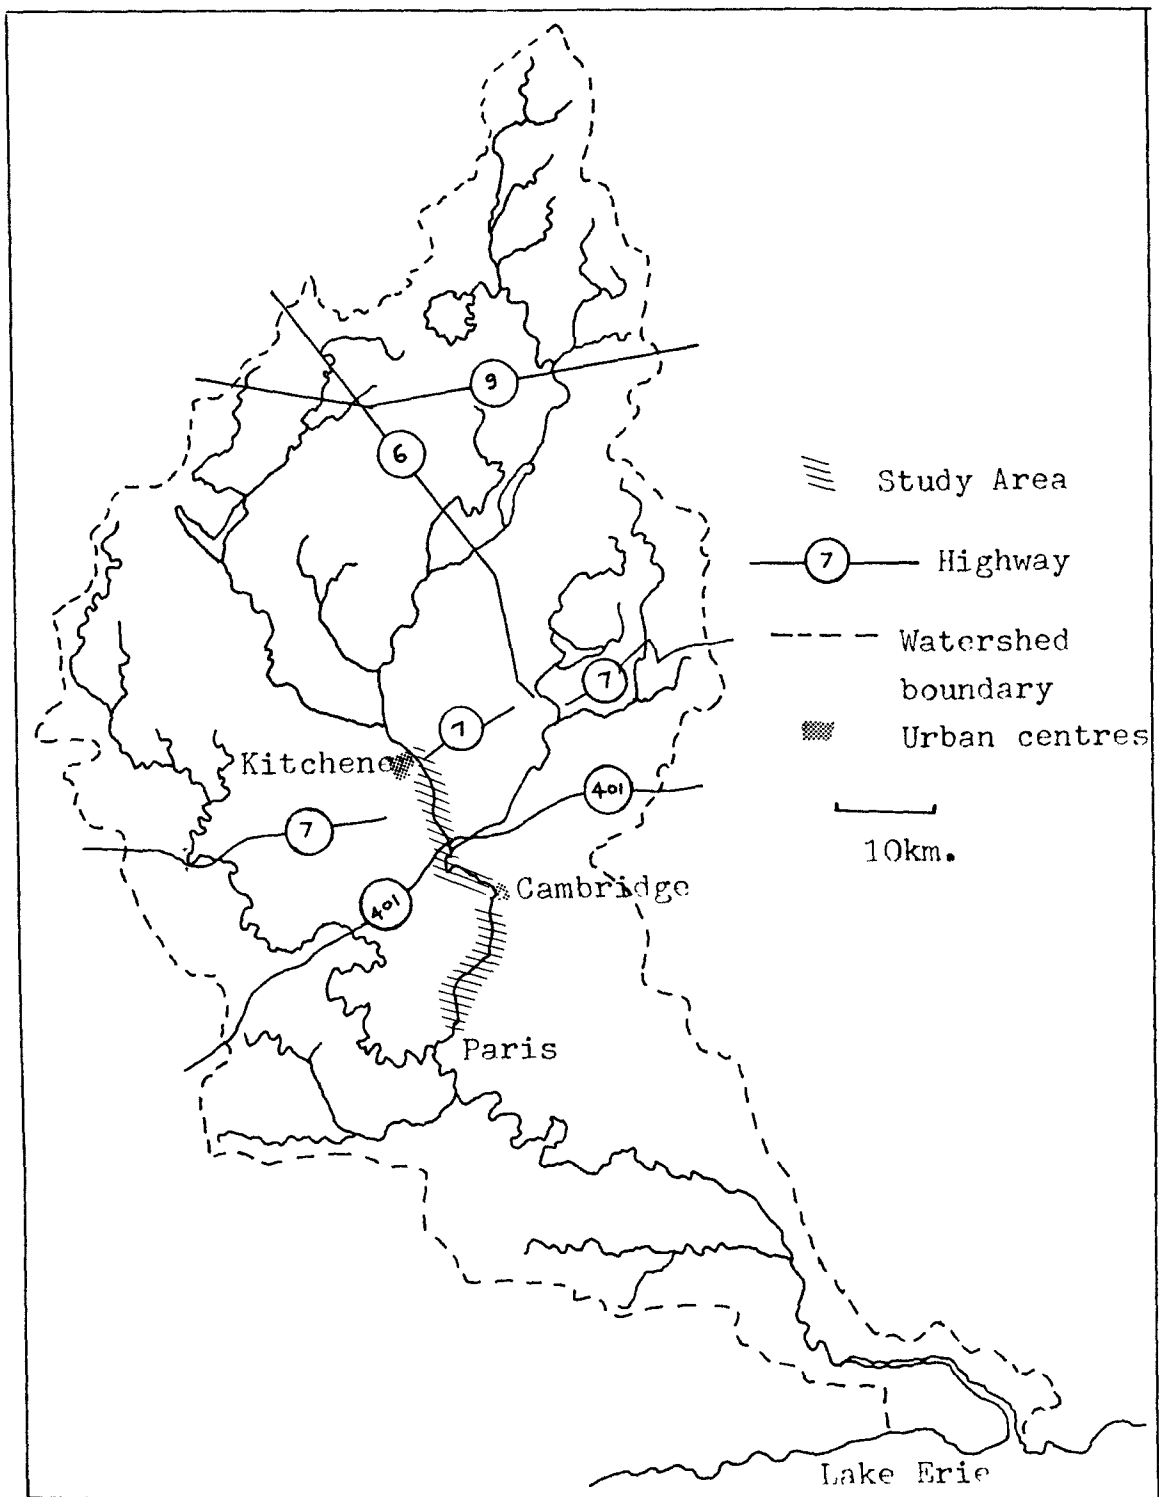 9
6
Study Area
7
Highway
Watershed
boundary
7
7
Urban centres
Kitchener
401
7
10km.
Cambridge
401
Paris
Lake Erie